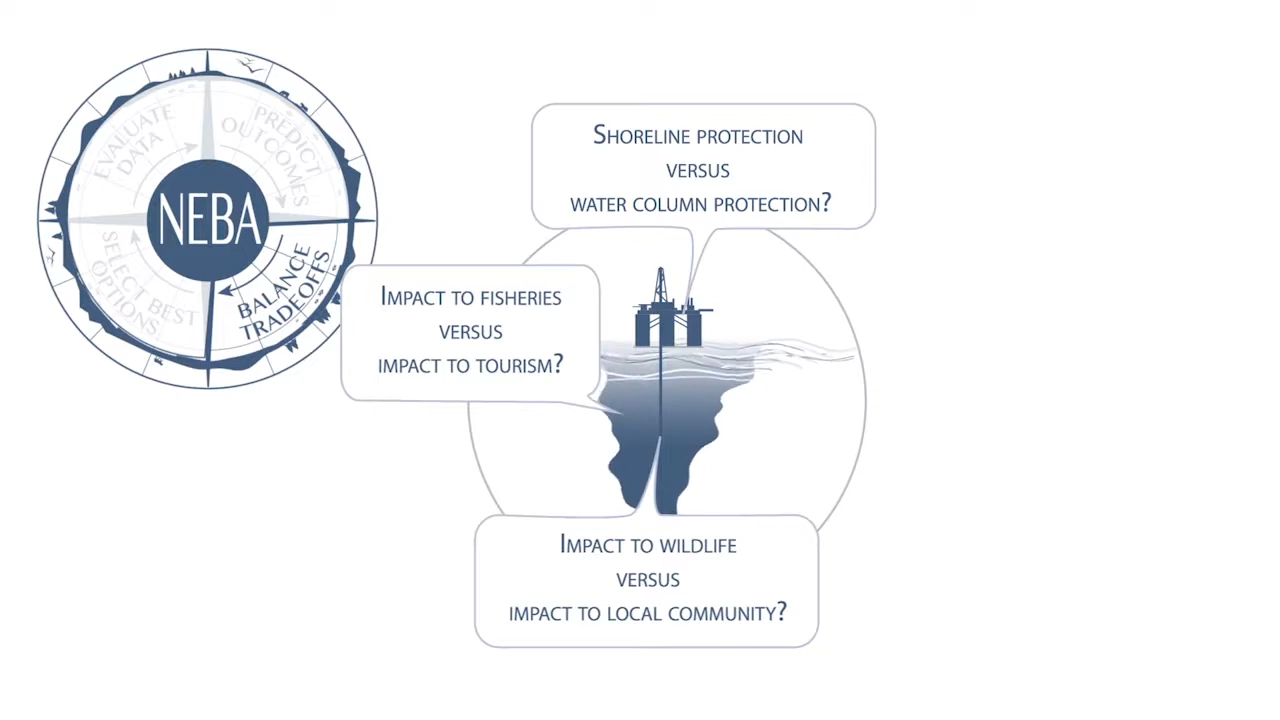 EVALUATE
DATA
PREDICT
OUTCOMES
NEBA
SELECT BEST
OPTIONS
BALANCE
TRADEOFFS
Shoreline protection
versus
water column protection?
Impact to fisheries
versus
impact to tourism?
Impact to wildlife
versus
impact to local community?